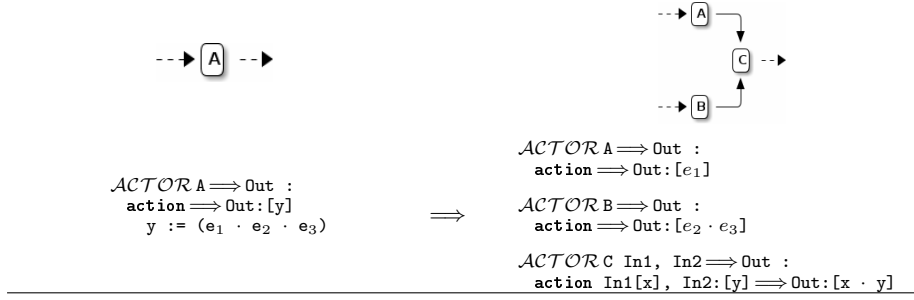 A
A
C
B
ACTOR A⟹Out :
action⟹Out:[y]
y := (e₁ · e₂ · e₃)
⟹
ACTOR A⟹Out :
action⟹Out:[e₁]
ACTOR B⟹Out :
action⟹Out:[e₂ · e₃]
ACTOR C In1, In2⟹Out :
action In1[x], In2:[y]⟹Out:[x · y]